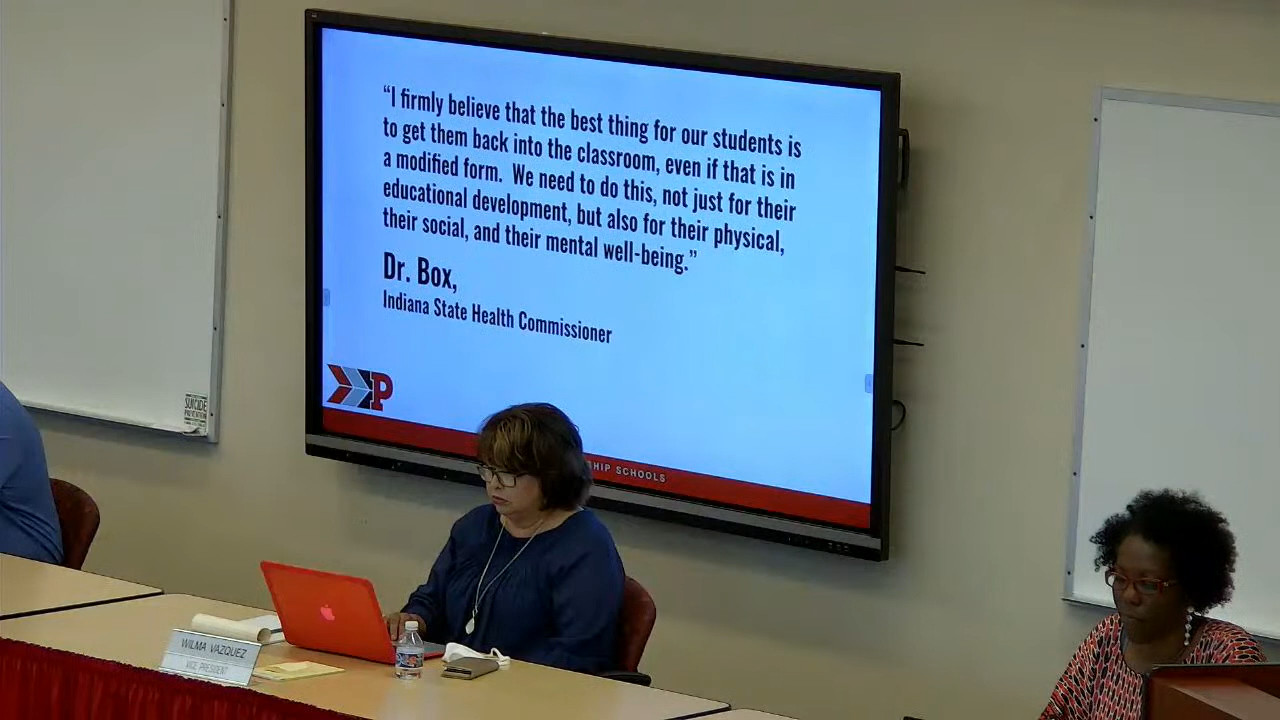 “I firmly believe that the best thing for our students is
to get them back into the classroom, even if that is in
a modified form. We need to do this, not just for their
educational development, but also for their physical,
their social, and their mental well-being.”
Dr. Box,
Indiana State Health Commissioner
P
SHIP SCHOOLS
SUICIDE
PREVENTION
WILMA VAZQUEZ
VICE PRESIDENT